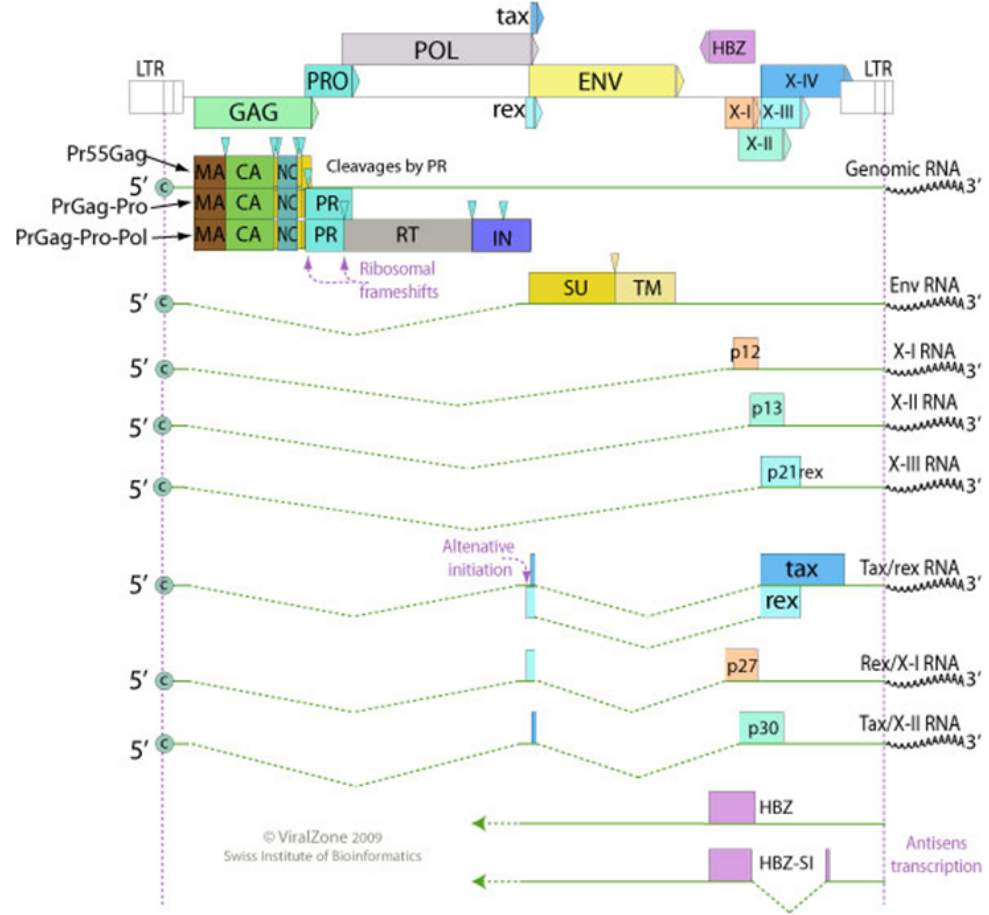 tax
POL
HBZ
LTR
PRO
ENV
X-IV
LTR
GAG
rex
X-I
X-III
X-II
Pr55Gag
MA CA NC
Cleavages by PR
Genomic RNA
5′ C
3′
PrGag-Pro
MA CA NC PR
PrGag-Pro-Pol
MA CA NC PR RT IN
Ribosomal
frameshifts
SU TM
Env RNA
5′ C
3′
p12
X-I RNA
5′ C
3′
p13
X-II RNA
5′ C
3′
p21rex
X-III RNA
5′ C
3′
Altenative
initiation
tax
Tax/rex RNA
5′ C
3′
rex
p27
Rex/X-I RNA
5′ C
3′
p30
Tax/X-II RNA
5′ C
3′
HBZ
© ViralZone 2009
Swiss Institute of Bioinformatics
Antisens
transcription
HBZ-SI